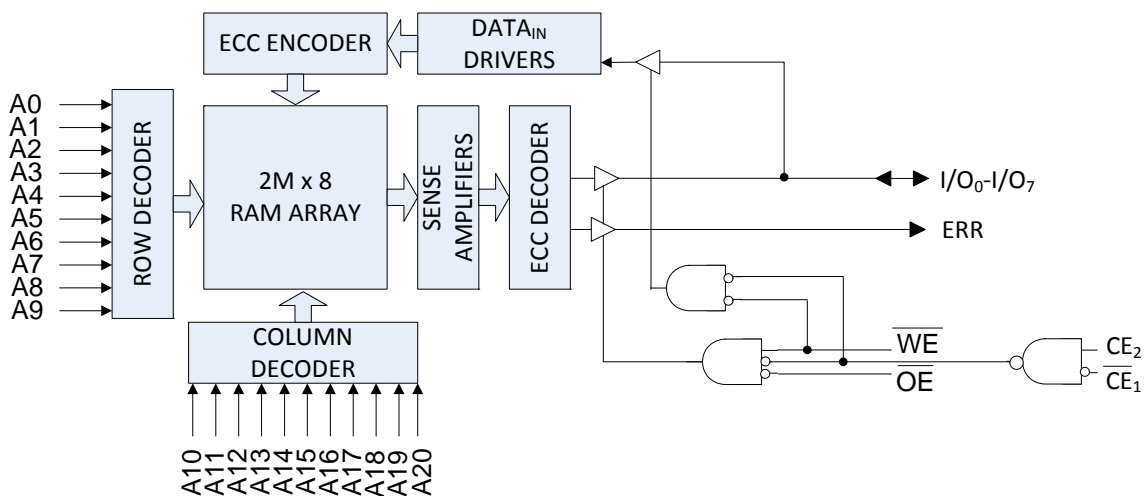 ECC ENCODER
DATAIN
DRIVERS
A0
A1
A2
A3
A4
A5
A6
A7
A8
A9
ROW DECODER
2M x 8
RAM ARRAY
SENSE
AMPLIFIERS
ECC DECODER
I/O0-I/O7
ERR
COLUMN
DECODER
WE
OE
CE2
CE1
A10
A11
A12
A13
A14
A15
A16
A17
A18
A19
A20